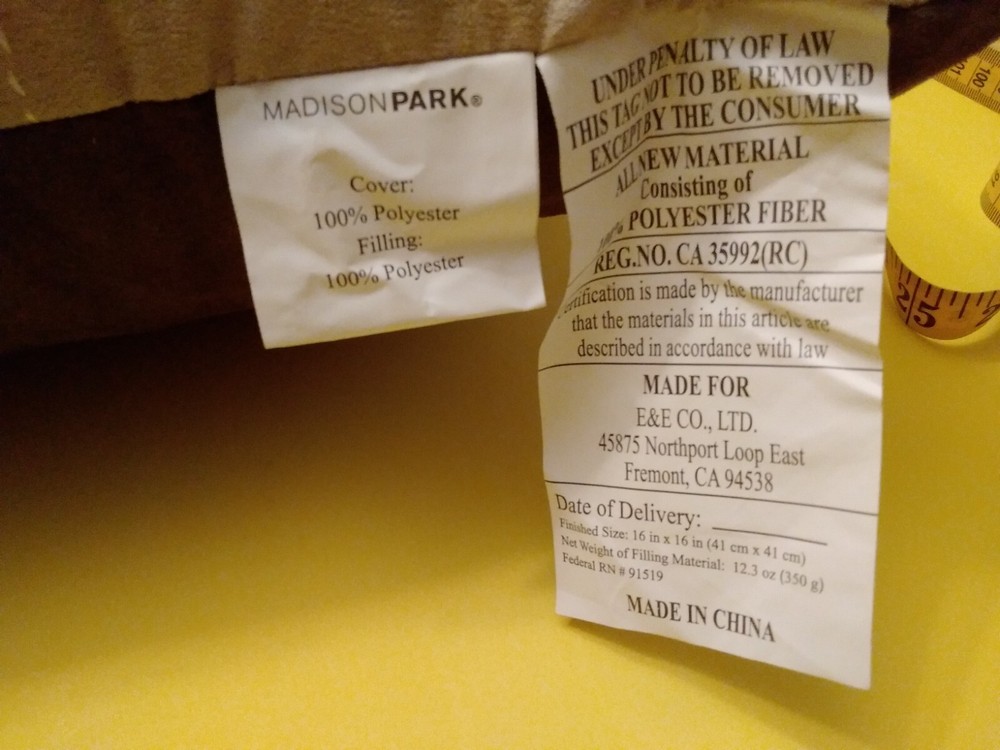 MADISONPARK®
Cover:
100% Polyester
Filling:
100% Polyester
UNDER PENALTY OF LAW
THIS TAG NOT TO BE REMOVED
EXCEPT BY THE CONSUMER
ALL NEW MATERIAL
Consisting of
100% POLYESTER FIBER
REG.NO. CA 35992(RC)
Certification is made by the manufacturer
that the materials in this article are
described in accordance with law
MADE FOR
E&E CO., LTD.
45875 Northport Loop East
Fremont, CA 94538
Date of Delivery:
Finished Size: 16 in x 16 in (41 cm x 41 cm)
Net Weight of Filling Material: 12.3 oz (350 g)
Federal RN # 91519
MADE IN CHINA
100
101
25